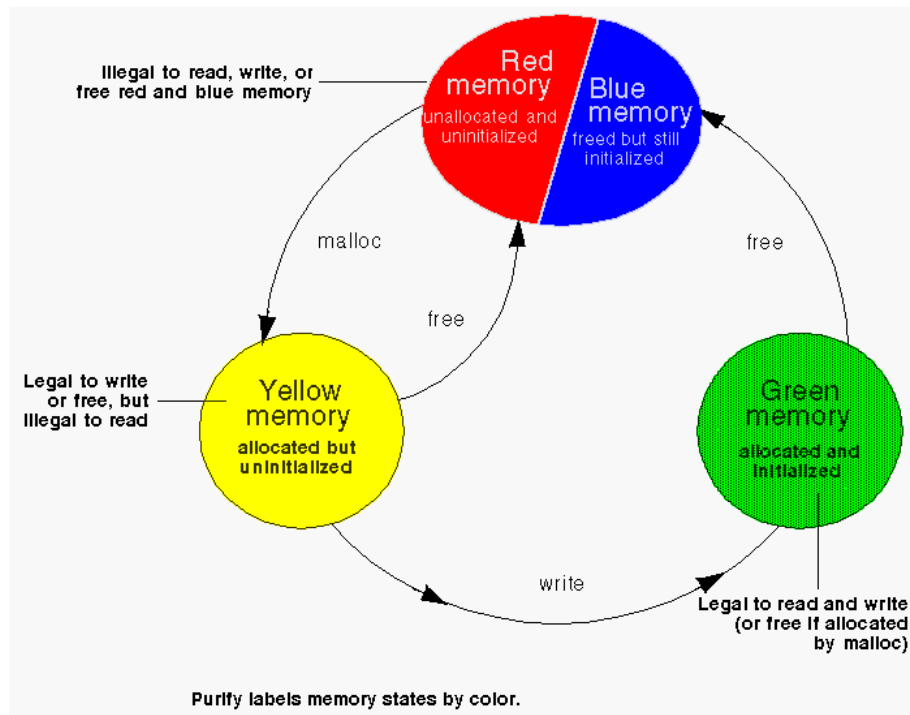 Illegal to read, write, or
free red and blue memory
Red
memory
unallocated and
uninitialized
Blue
memory
freed but still
initialized
malloc
free
free
Legal to write
or free, but
Illegal to read
Yellow
memory
allocated but
uninitialized
Green
memory
allocated and
initialized
write
Legal to read and write
(or free if allocated
by malloc)
Purify labels memory states by color.